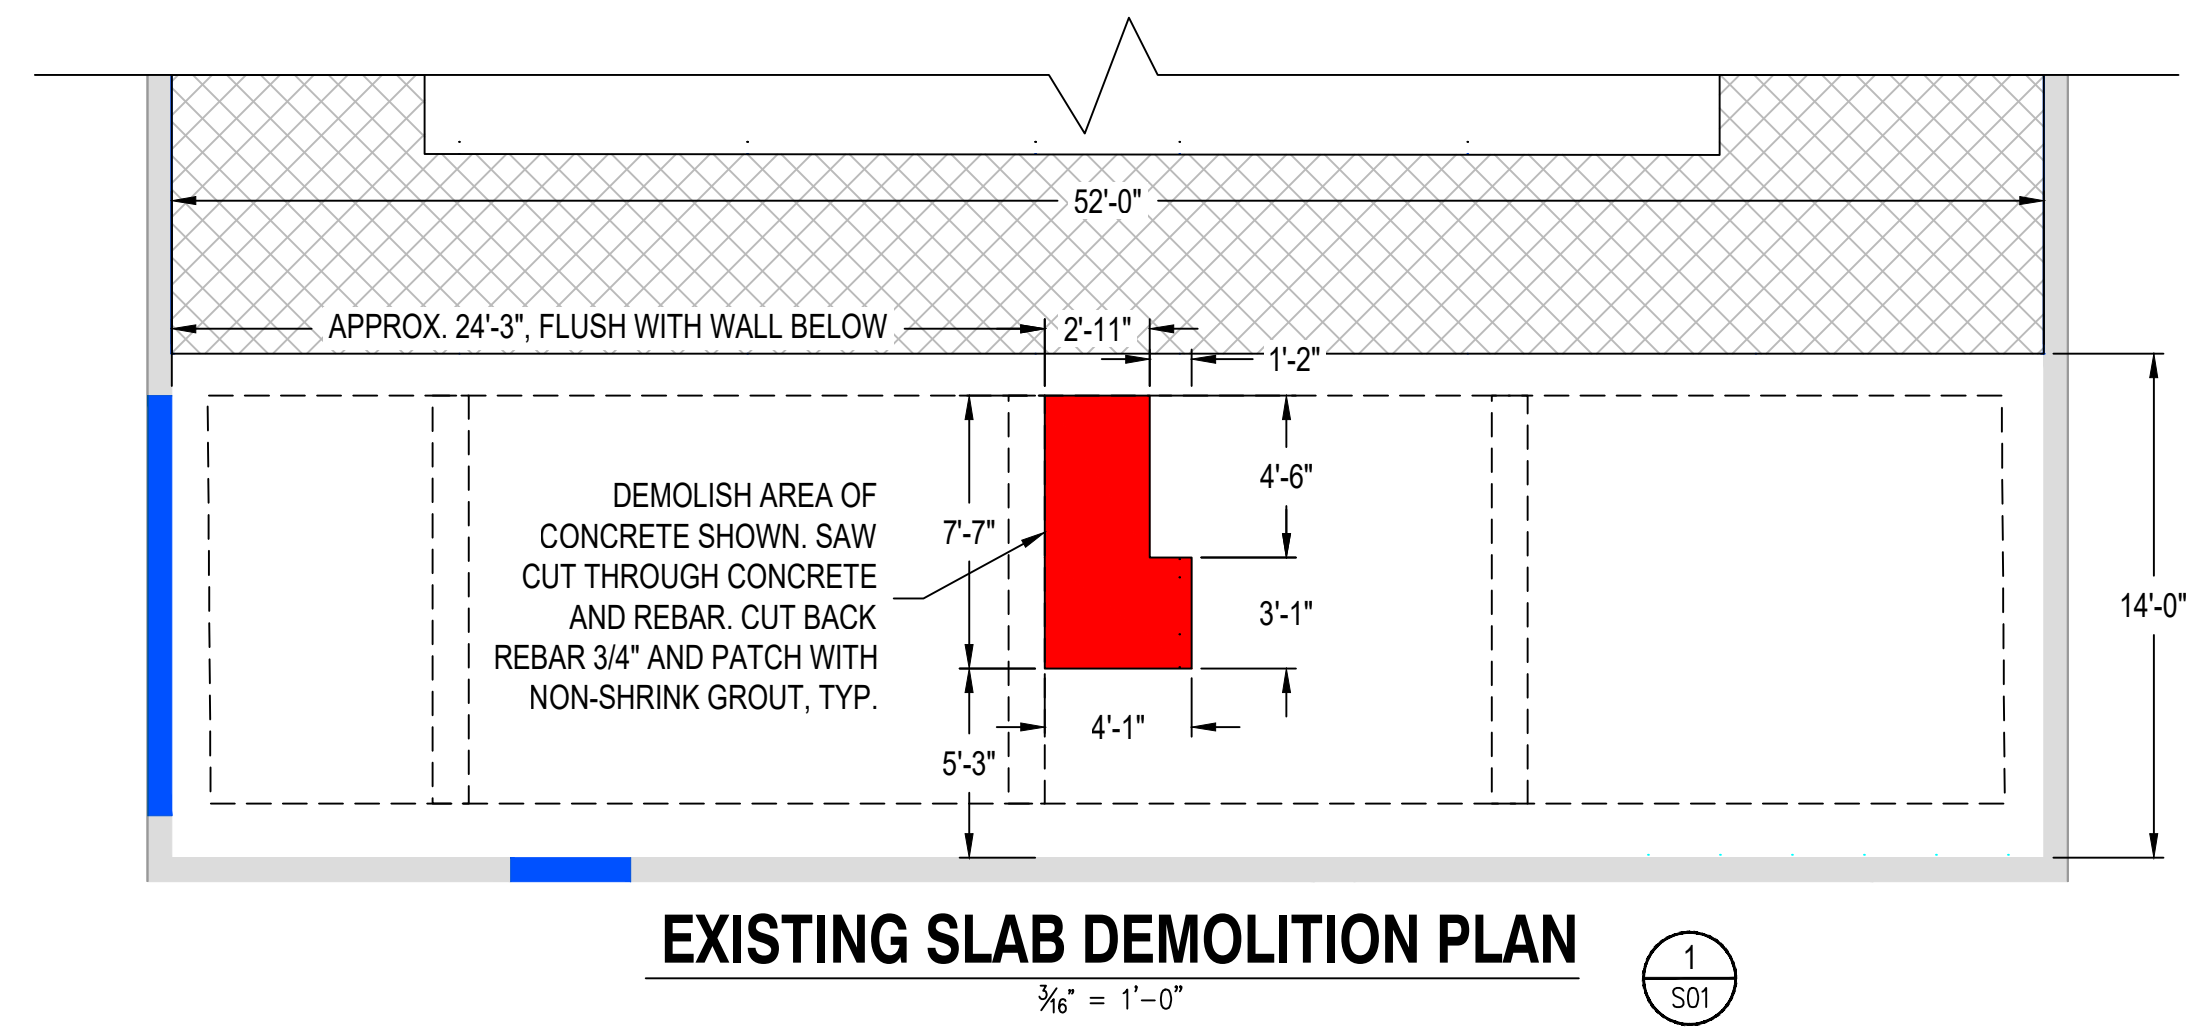 52'-0"
APPROX. 24'-3", FLUSH WITH WALL BELOW
2'-11"
1'-2"
DEMOLISH AREA OF
CONCRETE SHOWN. SAW
CUT THROUGH CONCRETE
AND REBAR. CUT BACK
REBAR 3/4" AND PATCH WITH
NON-SHRINK GROUT, TYP.
7'-7"
4'-6"
3'-1"
14'-0"
4'-1"
5'-3"
EXISTING SLAB DEMOLITION PLAN
3/16" = 1'-0"
1
S01